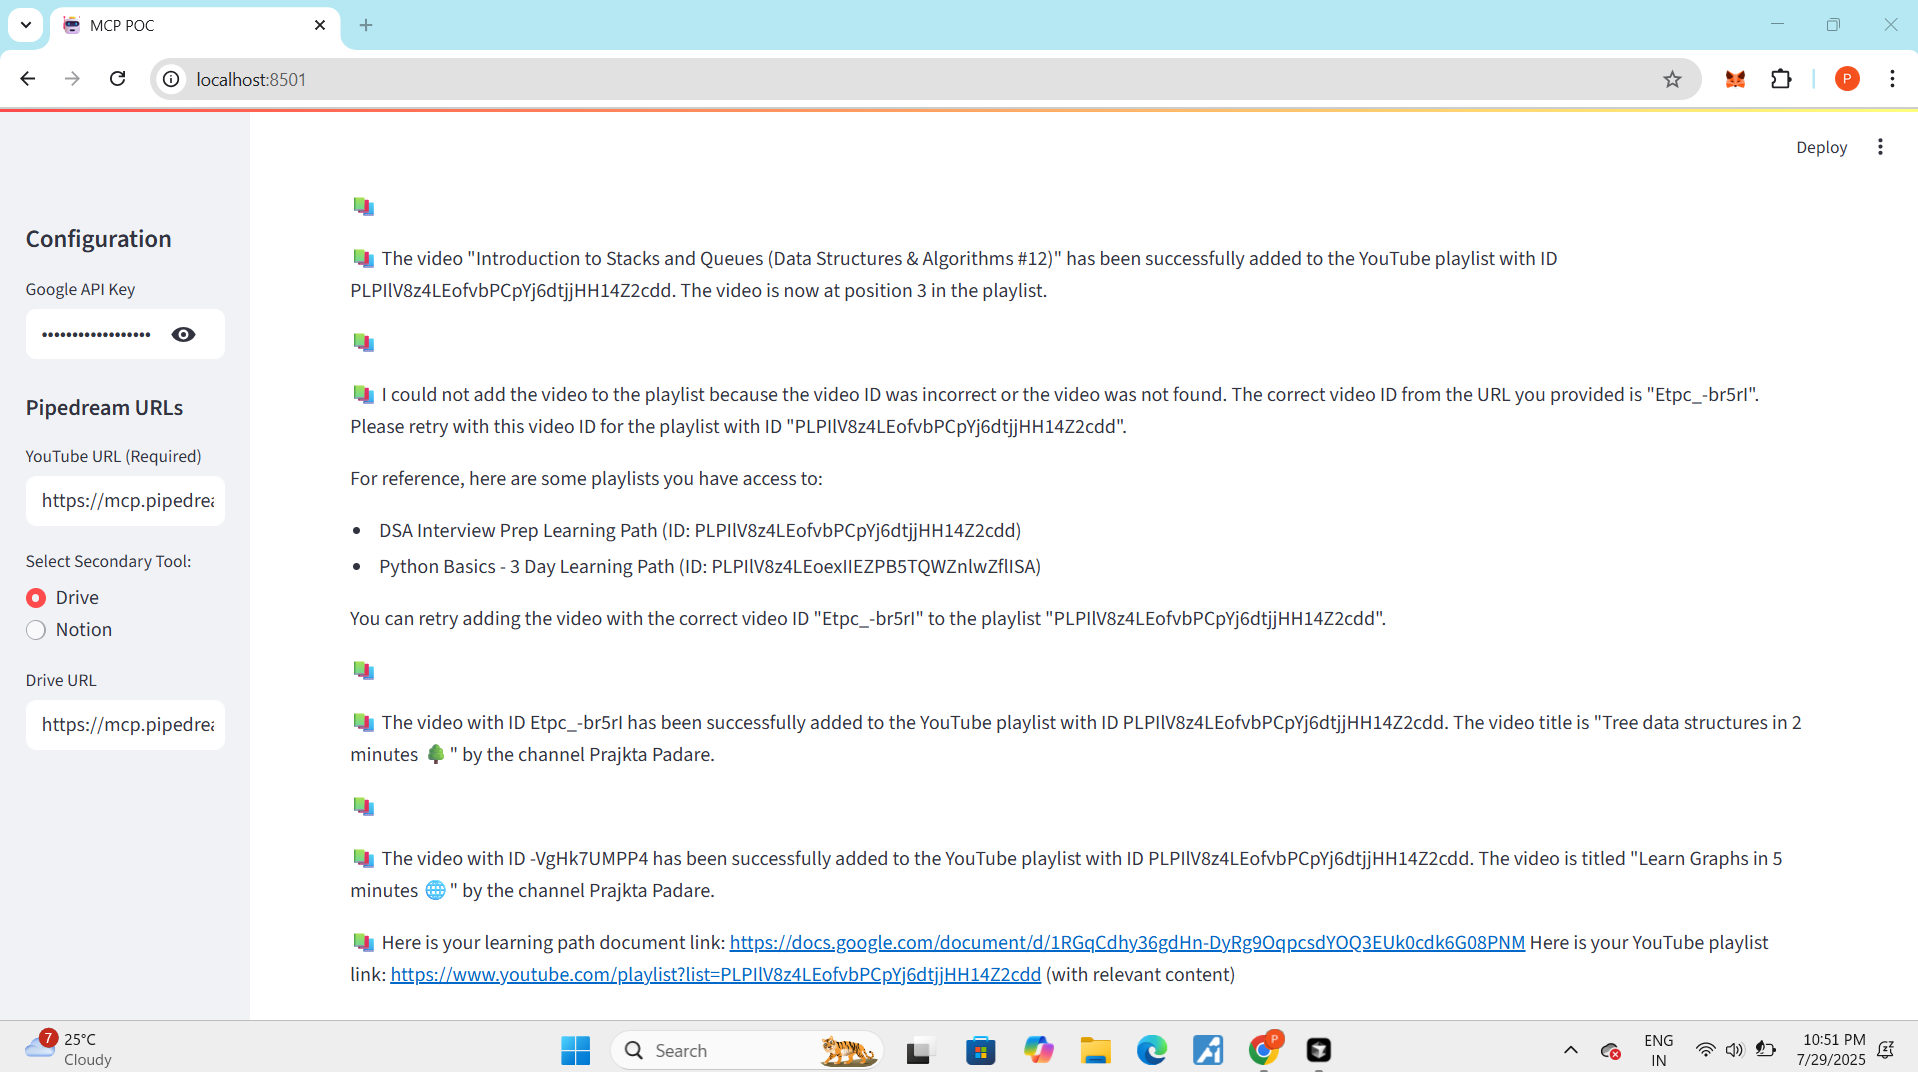 MCP POC
localhost:8501
Deploy
Configuration
Google API Key
Pipedream URLs
YouTube URL (Required)
https://mcp.pipedrea
Select Secondary Tool:
Drive
Notion
Drive URL
https://mcp.pipedrea
The video "Introduction to Stacks and Queues (Data Structures & Algorithms #12)" has been successfully added to the YouTube playlist with ID
PLPIlV8z4LEofvbPCpYj6dtjjHH14Z2cdd. The video is now at position 3 in the playlist.
I could not add the video to the playlist because the video ID was incorrect or the video was not found. The correct video ID from the URL you provided is "Etpc_-br5rI".
Please retry with this video ID for the playlist with ID "PLPIlV8z4LEofvbPCpYj6dtjjHH14Z2cdd".
For reference, here are some playlists you have access to:
• DSA Interview Prep Learning Path (ID: PLPIlV8z4LEofvbPCpYj6dtjjHH14Z2cdd)
• Python Basics - 3 Day Learning Path (ID: PLPIlV8z4LEoexIIEZPB5TQWZnlwZflISA)
You can retry adding the video with the correct video ID "Etpc_-br5rI" to the playlist "PLPIlV8z4LEofvbPCpYj6dtjjHH14Z2cdd".
The video with ID Etpc_-br5rI has been successfully added to the YouTube playlist with ID PLPIlV8z4LEofvbPCpYj6dtjjHH14Z2cdd. The video title is "Tree data structures in 2
minutes 🌳" by the channel Prajkta Padare.
The video with ID -VgHk7UMPP4 has been successfully added to the YouTube playlist with ID PLPIlV8z4LEofvbPCpYj6dtjjHH14Z2cdd. The video is titled "Learn Graphs in 5
minutes 🌐" by the channel Prajkta Padare.
Here is your learning path document link: https://docs.google.com/document/d/1RGqCdhy36gdHn-DyRg9OqpcsdYOQ3EUk0cdk6G08PNM Here is your YouTube playlist
link: https://www.youtube.com/playlist?list=PLPIlV8z4LEofvbPCpYj6dtjjHH14Z2cdd (with relevant content)
7
25°C
Cloudy
Search
P
P
ENG
IN
10:51 PM
7/29/2025